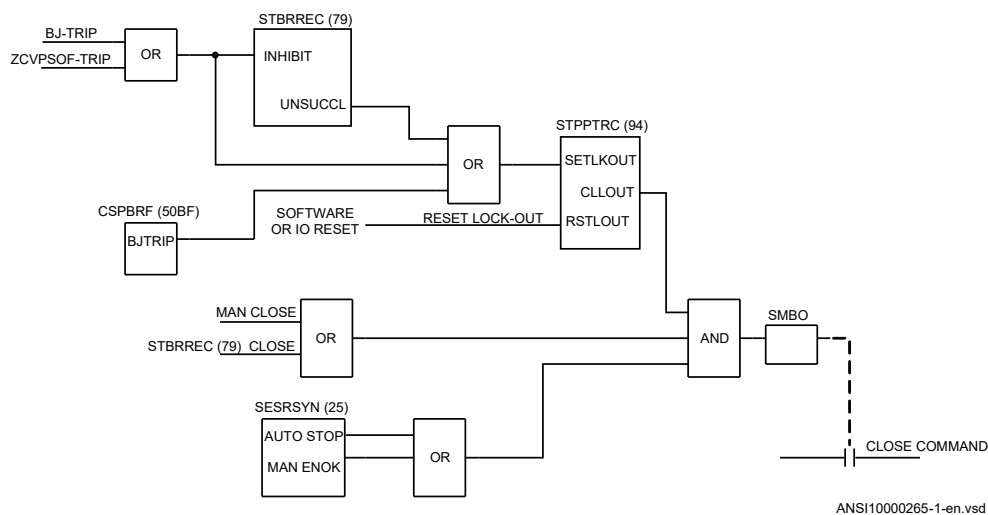 STBRREC (79)
BJ-TRIP
ZCVPSOF-TRIP
OR
INHIBIT
UNSUCCL
OR
STPPTRC (94)
SETLKOUT
CLLOUT
RSTLOUT
CSPBRF (50BF)
BJTRIP
SOFTWARE
OR IO RESET
RESET LOCK-OUT
MAN CLOSE
STBRREC (79) CLOSE
OR
AND
SMBO
SESRSYN (25)
AUTO STOP
MAN ENOK
OR
CLOSE COMMAND
ANSI10000265-1-en.vsd